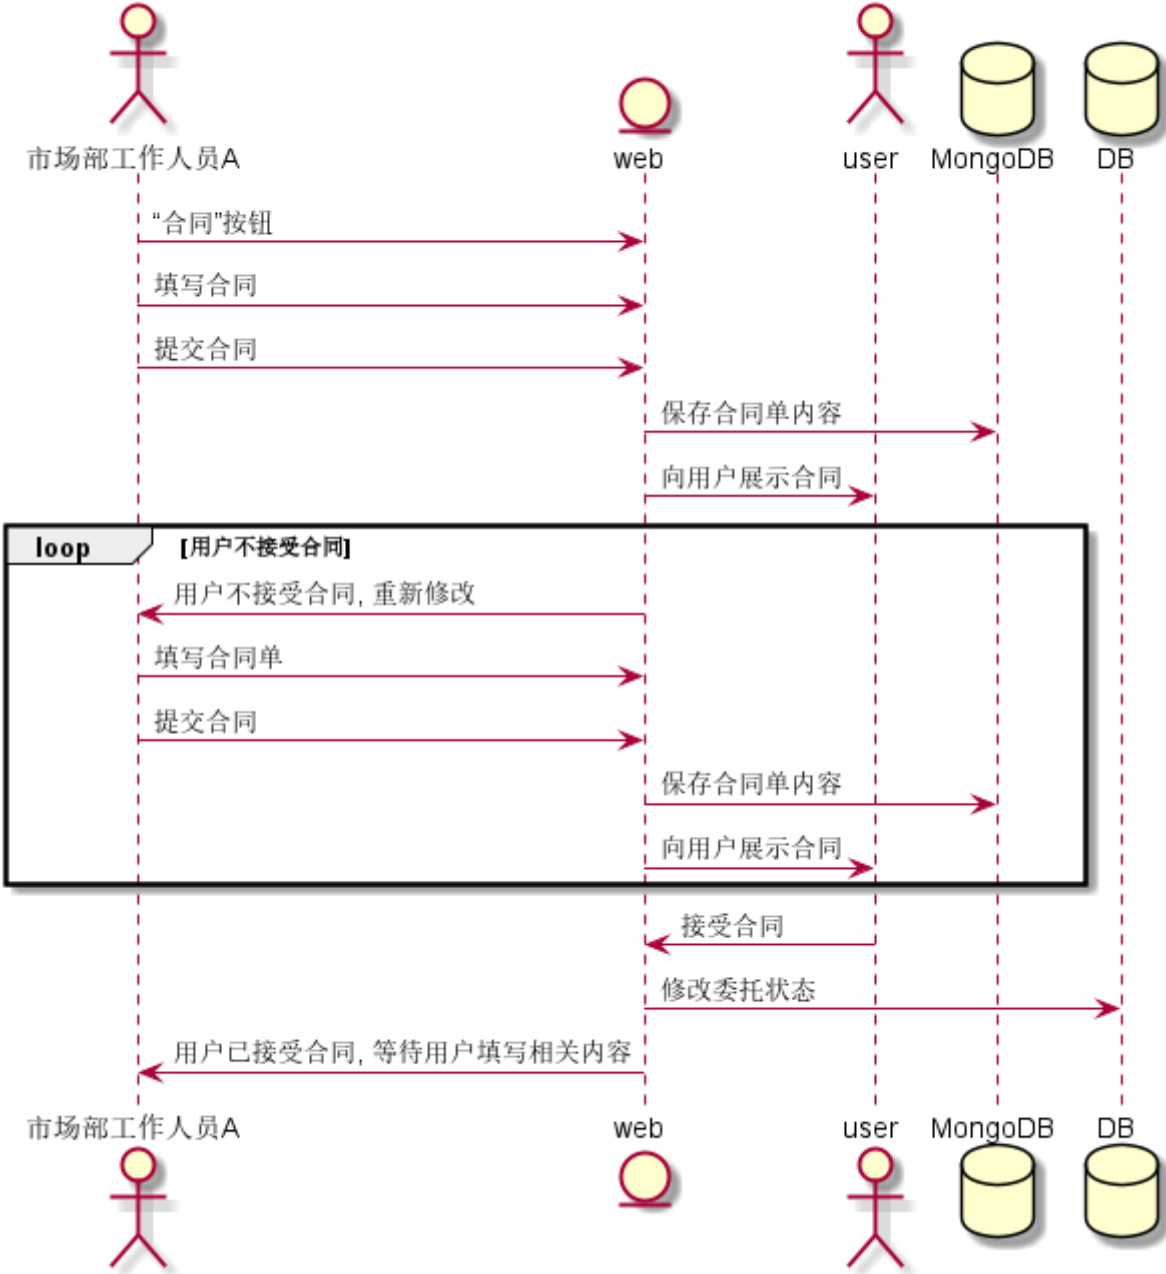 市场部工作人员A
web
user
MongoDB
DB
“合同”按钮
填写合同
提交合同
保存合同单内容
向用户展示合同
loop
[用户不接受合同]
用户不接受合同, 重新修改
填写合同单
提交合同
保存合同单内容
向用户展示合同
接受合同
修改委托状态
用户已接受合同, 等待用户填写相关内容
市场部工作人员A
web
user
MongoDB
DB